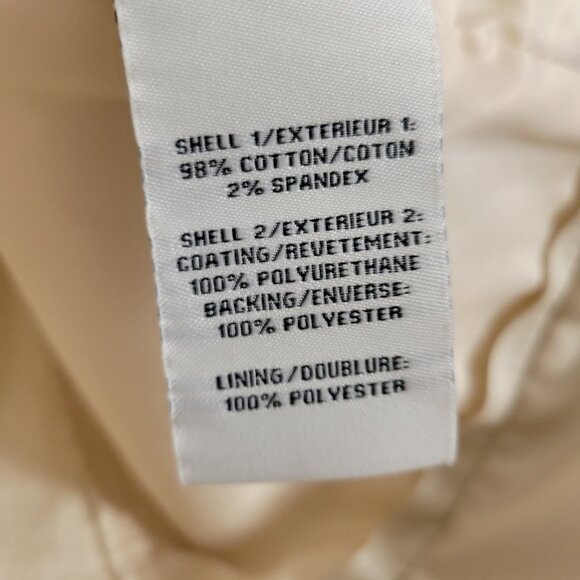 SHELL 1/EXTERIEUR 1:
98% COTTON/COTON
2% SPANDEX
SHELL 2/EXTERIEUR 2:
COATING/REVETEMENT:
100% POLYURETHANE
BACKING/ENVERSE:
100% POLYESTER
LINING/DOUBLURE:
100% POLYESTER